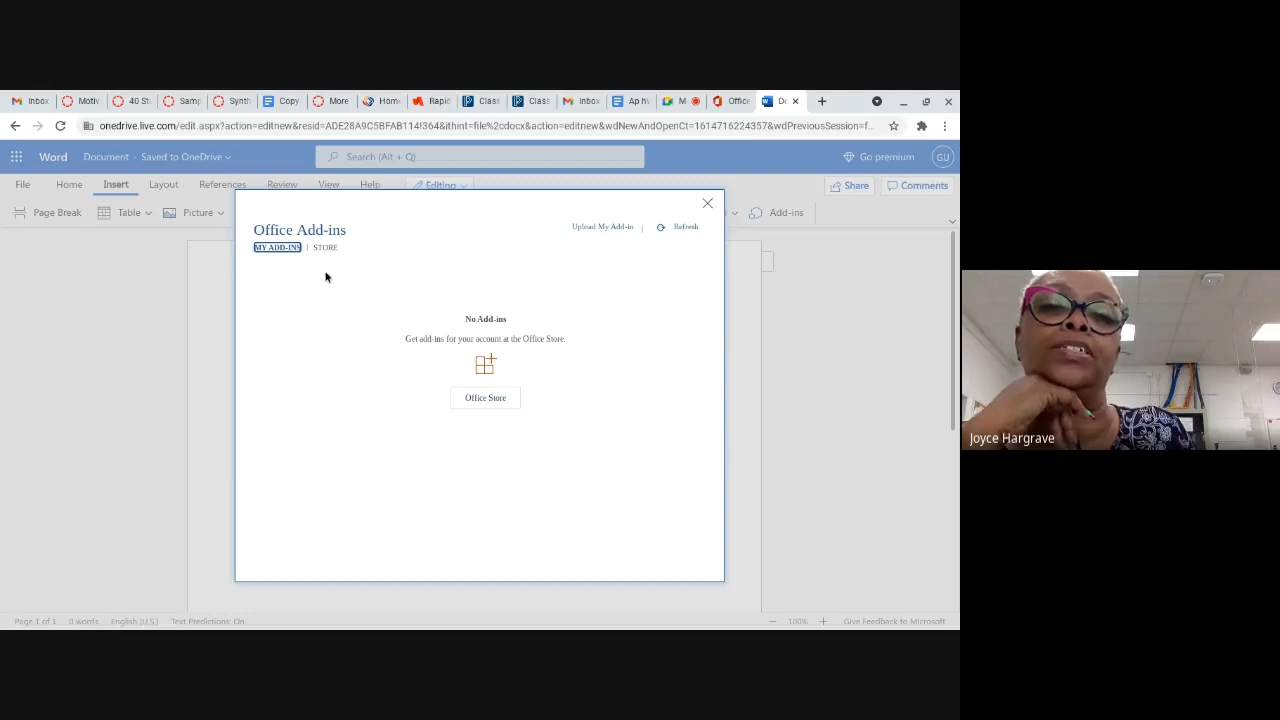 Inbox Motiv 40 St Samp Synth Copy More Home Rapid Class Class Inbox Ap hv M Office Do
onedrive.live.com/edit.aspx?action=editnew&resid=ADE28A9C5BFAB114!364&ithint=file%2cdocx&action=editnew&wdNewAndOpenCt=1614716224357&wdPreviousSession=f...
Word Document - Saved to OneDrive Search (Alt + Q) Go premium GU
File Home Insert Layout References Review View Help Editing Share Comments
Page Break Table Picture Add-ins
Office Add-ins
Upload My Add-in | Refresh
MY ADD-INS | STORE
No Add-ins
Get add-ins for your account at the Office Store.
Office Store
Joyce Hargrave
Page 1 of 1 0 words English (U.S.) Text Predictions: On 100% Give Feedback to Microsoft